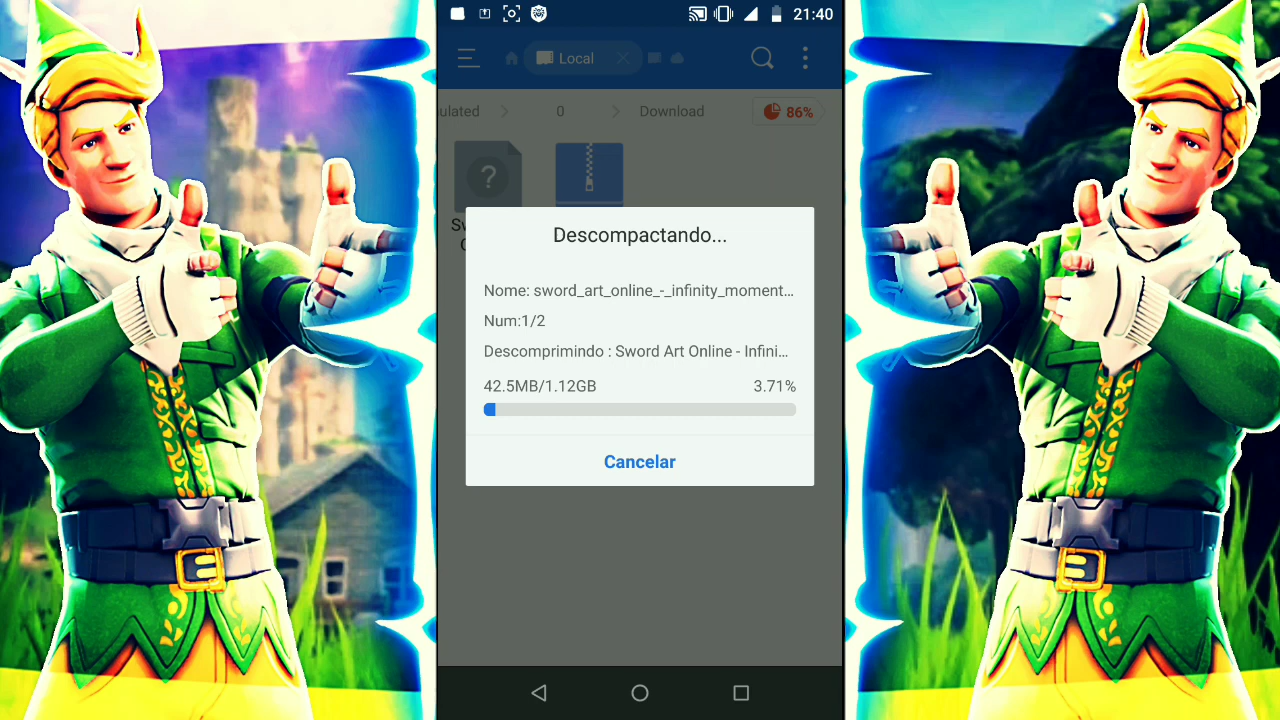 21:40
Local
ulated
0
Download
86%
Descompactando...
Nome: sword_art_online_-_infinity_moment...
Num:1/2
Descomprimindo : Sword Art Online - Infini...
42.5MB/1.12GB
3.71%
Cancelar